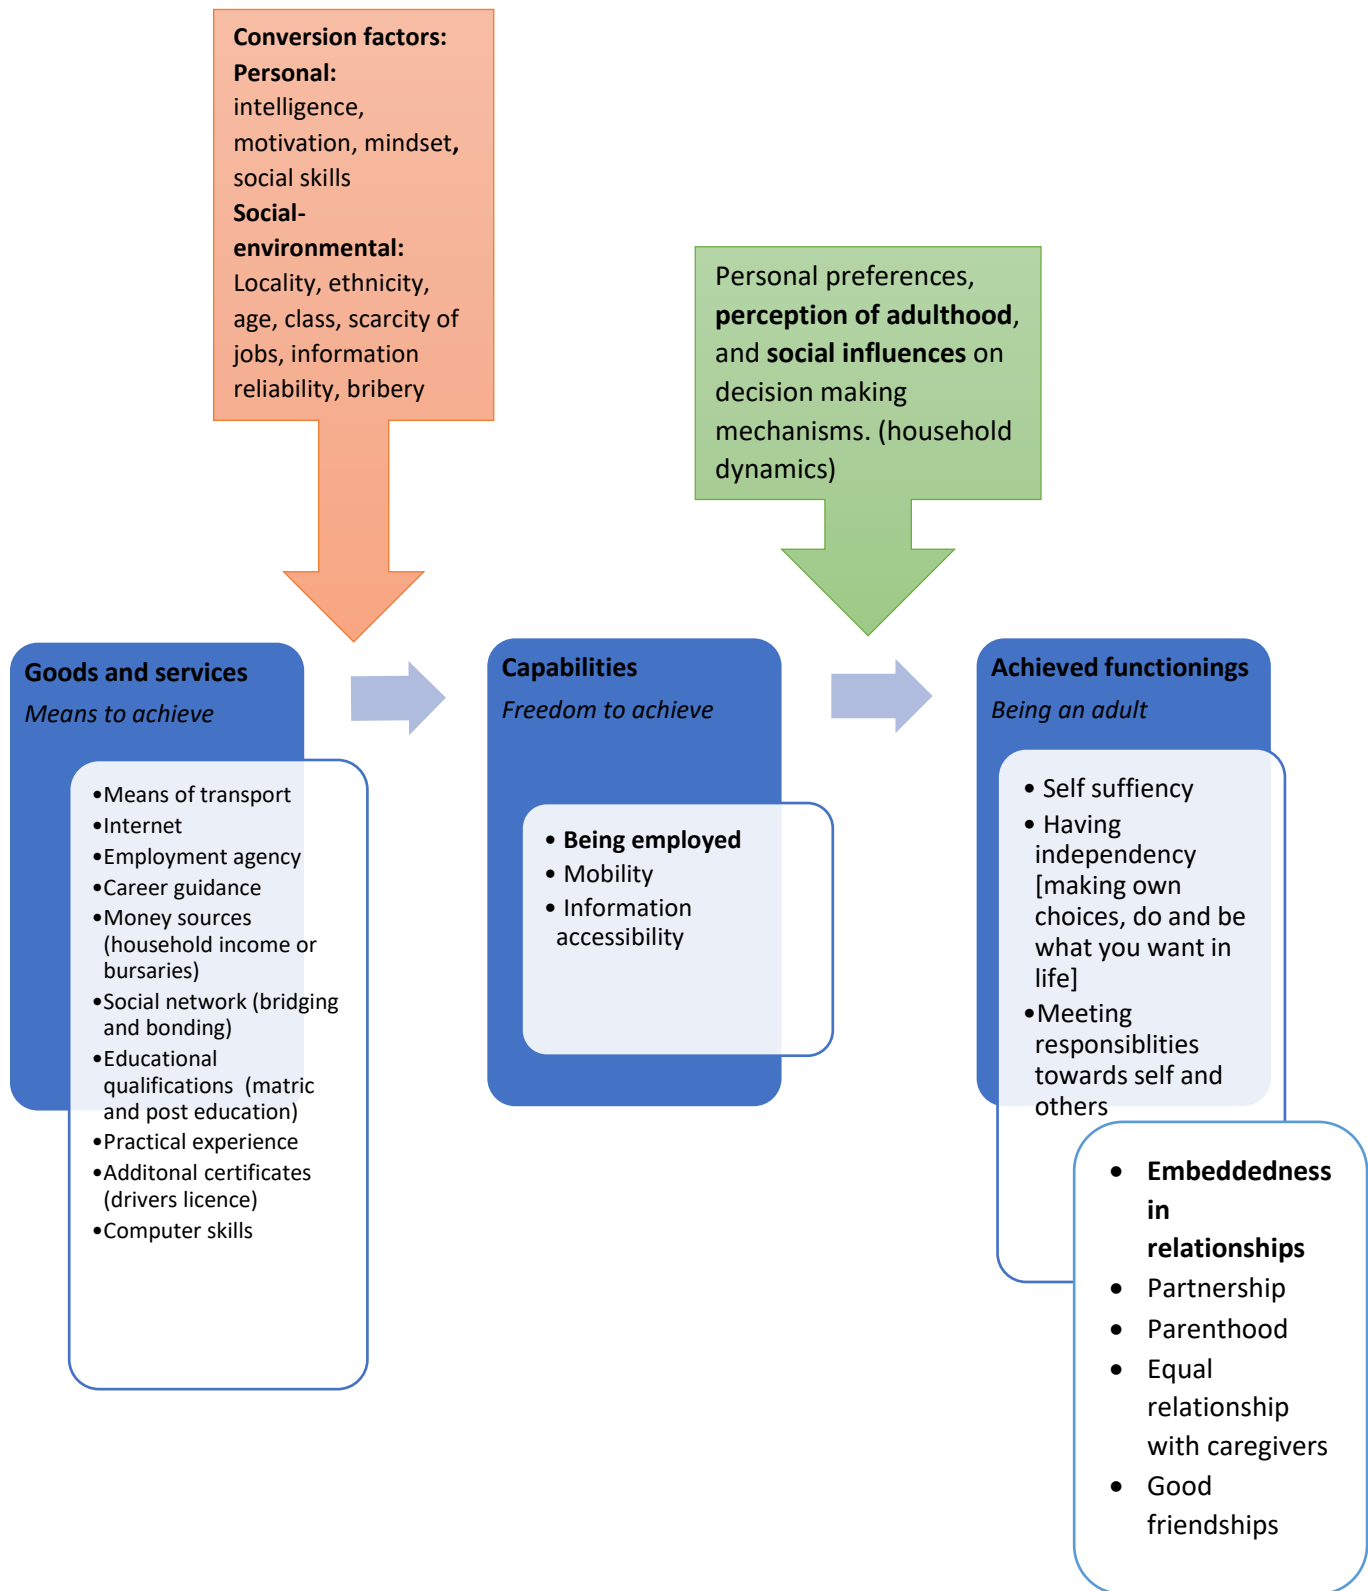 Conversion factors:
Personal:
intelligence,
motivation, mindset,
social skills
Social-
environmental:
Locality, ethnicity,
age, class, scarcity of
jobs, information
reliability, bribery
Personal preferences,
perception of adulthood,
and social influences on
decision making
mechanisms. (household
dynamics)
Goods and services
Means to achieve
•Means of transport
•Internet
•Employment agency
•Career guidance
•Money sources
(household income or
bursaries)
•Social network (bridging
and bonding)
•Educational
qualifications (matric
and post education)
•Practical experience
•Additonal certificates
(drivers licence)
•Computer skills
Capabilities
Freedom to achieve
• Being employed
• Mobility
• Information
accessibility
Achieved functionings
Being an adult
• Self suffiency
• Having
independency
[making own
choices, do and be
what you want in
life]
•Meeting
responsiblities
towards self and
others
• Embeddedness
in
relationships
• Partnership
• Parenthood
• Equal
relationship
with caregivers
• Good
friendships